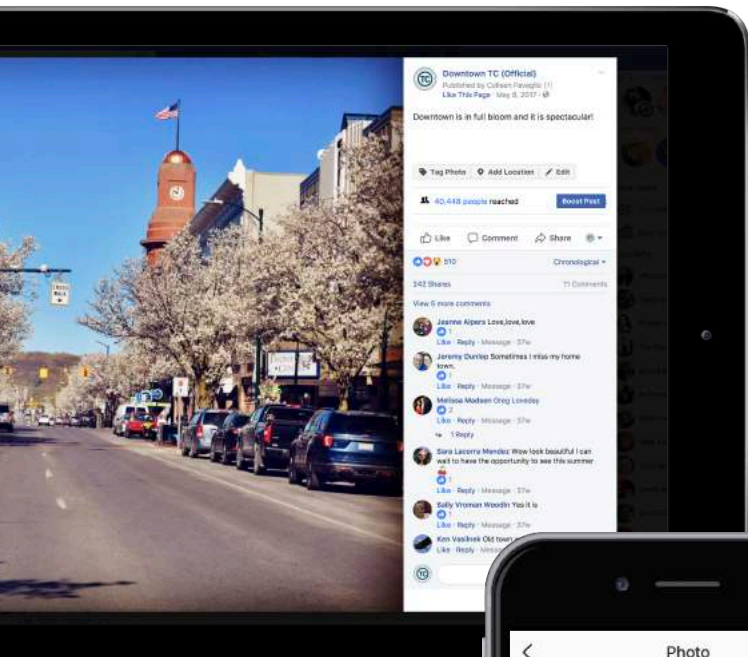 Downtown TC (Official)
Published by Colleen Paveglio [?]
Like This Page · May 8, 2017
Downtown is in full bloom and it is spectacular!
Tag Photo
Add Location
Edit
40,448 people reached
Boost Post
Like
Comment
Share
510
Chronological
242 Shares
11 Comments
View 5 more comments
Jeanne Alpers Love,love,love
1
Like · Reply · Message · 37w
Jeremy Dunlop Sometimes I miss my home
town.
1
Like · Reply · Message · 37w
Melissa Madsen Greg Loveday
2
Like · Reply · Message · 37w
1 Reply
Sara Lacorra Mendez Wow look beautiful I can
wait to have the opportunity to see this summer
1
Like · Reply · Message · 37w
Sally Vroman Woodin Yes it is
1
Like · Reply · Message · 37w
Ken Vasilnek Old town
Like · Reply
TC
TC
Photo